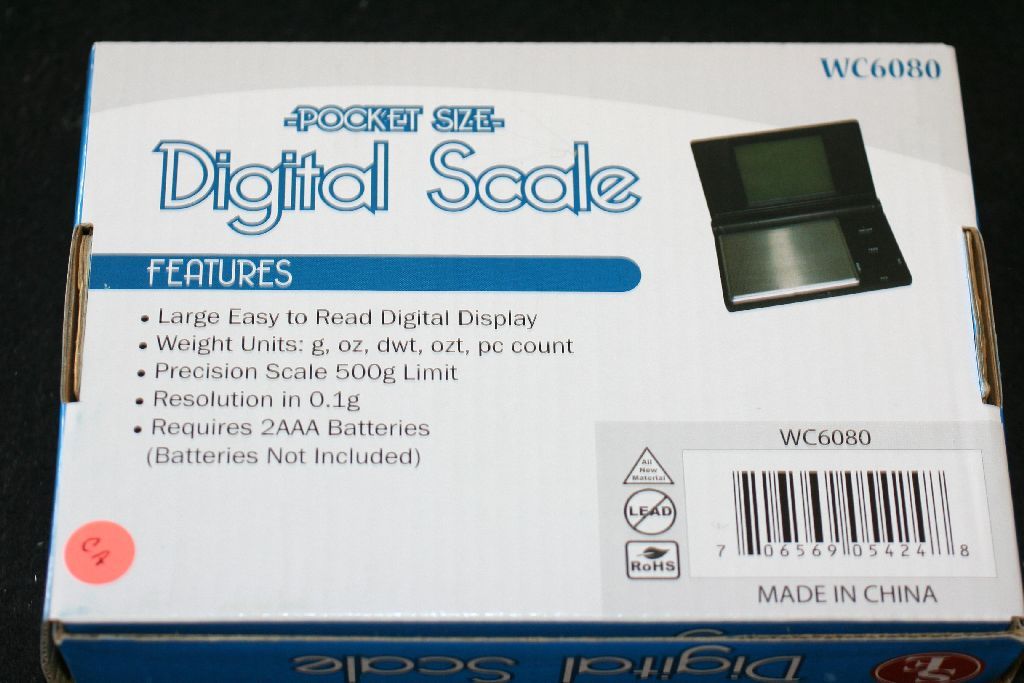 WC6080
-POCKET SIZE-
Digital Scale
FEATURES
• Large Easy to Read Digital Display
• Weight Units: g, oz, dwt, ozt, pc count
• Precision Scale 500g Limit
• Resolution in 0.1g
• Requires 2AAA Batteries
(Batteries Not Included)
WC6080
All
New
Material
LEAD
RoHS
7 06569 05424 8
MADE IN CHINA
CA
Digital Scale
SE